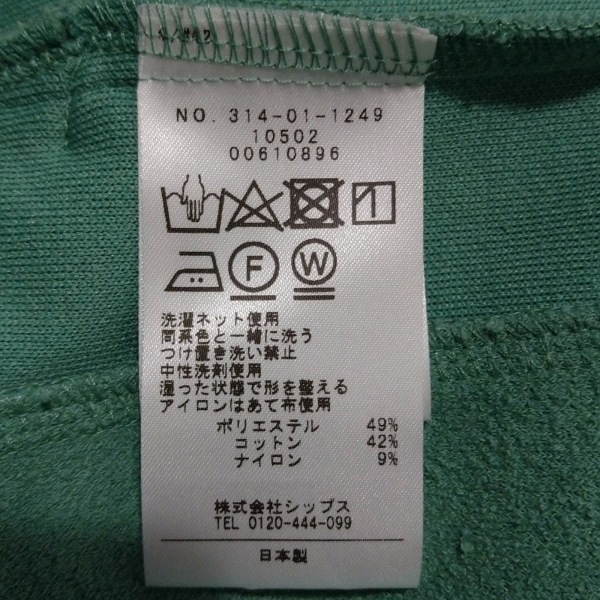 NO. 314-01-1249
10502
00610896
F W
洗濯ネット使用
同系色と一緒に洗う
つけ置き洗い禁止
中性洗剤使用
湿った状態で形を整える
アイロンはあて布使用
ポリエステル 49%
コットン 42%
ナイロン 9%
株式会社シップス
TEL 0120-444-099
日本製